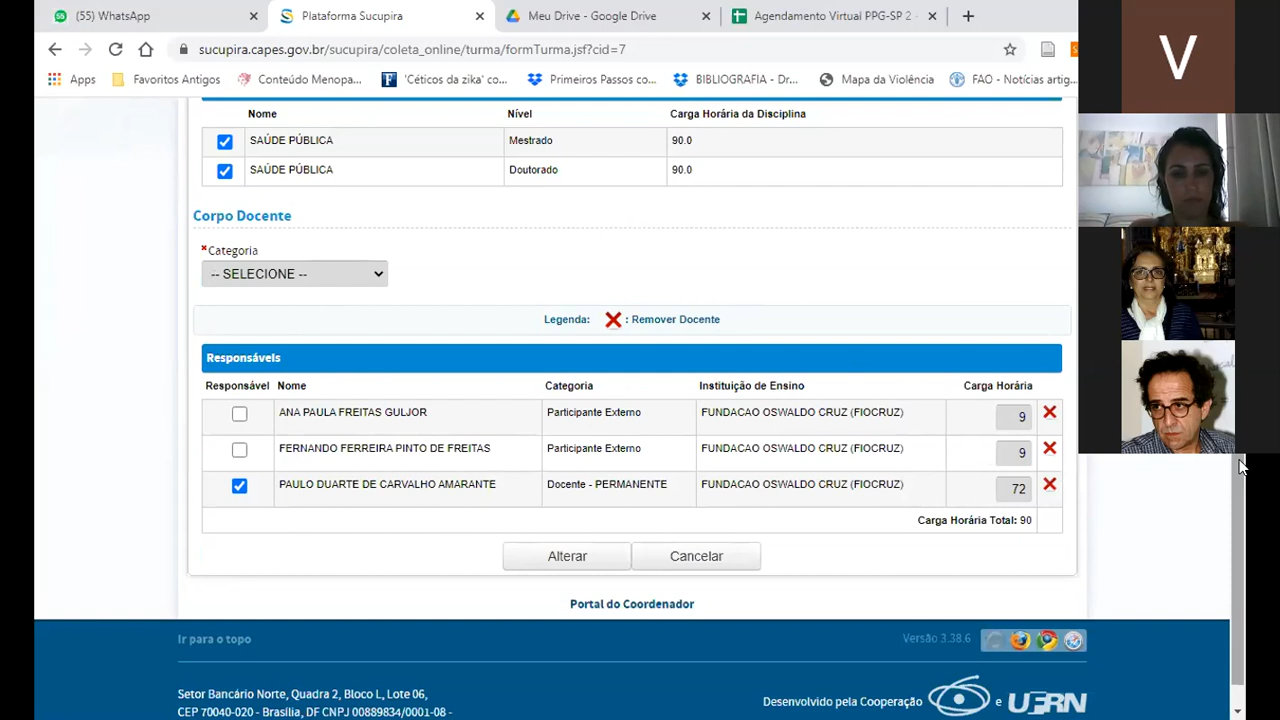 (55) WhatsApp
Plataforma Sucupira
Meu Drive - Google Drive
Agendamento Virtual PPG-SP 2 -
V
sucupira.capes.gov.br/sucupira/coleta_online/turma/formTurma.jsf?cid=7
Apps
Favoritos Antigos
Conteúdo Menopa...
'Céticos da zika' co...
Primeiros Passos co...
BIBLIOGRAFIA - Dr...
Mapa da Violência
FAO - Notícias artig...
Nome Nível Carga Horária da Disciplina
SAÚDE PÚBLICA Mestrado 90.0
SAÚDE PÚBLICA Doutorado 90.0
Corpo Docente
*Categoria
-- SELECIONE --
Legenda: : Remover Docente
Responsáveis
Responsável Nome Categoria Instituição de Ensino Carga Horária
ANA PAULA FREITAS GULJOR Participante Externo FUNDACAO OSWALDO CRUZ (FIOCRUZ) 9
FERNANDO FERREIRA PINTO DE FREITAS Participante Externo FUNDACAO OSWALDO CRUZ (FIOCRUZ) 9
PAULO DUARTE DE CARVALHO AMARANTE Docente - PERMANENTE FUNDACAO OSWALDO CRUZ (FIOCRUZ) 72
Carga Horária Total: 90
Alterar Cancelar
Portal do Coordenador
Ir para o topo
Versão 3.38.6
Setor Bancário Norte, Quadra 2, Bloco L, Lote 06,
CEP 70040-020 - Brasília, DF CNPJ 00889834/0001-08 -
Desenvolvido pela Cooperação e UFRN